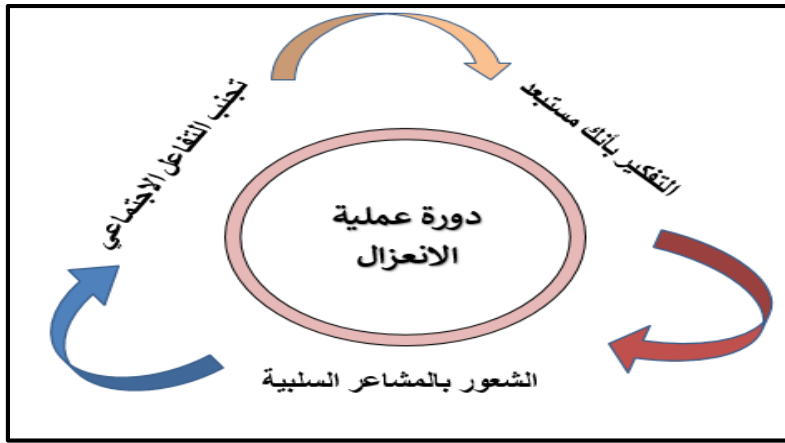 تجنب التفاعل الاجتماعي
التفكير بأنك مستبعد
دورة عملية
الانعزال
الشعور بالمشاعر السلبية